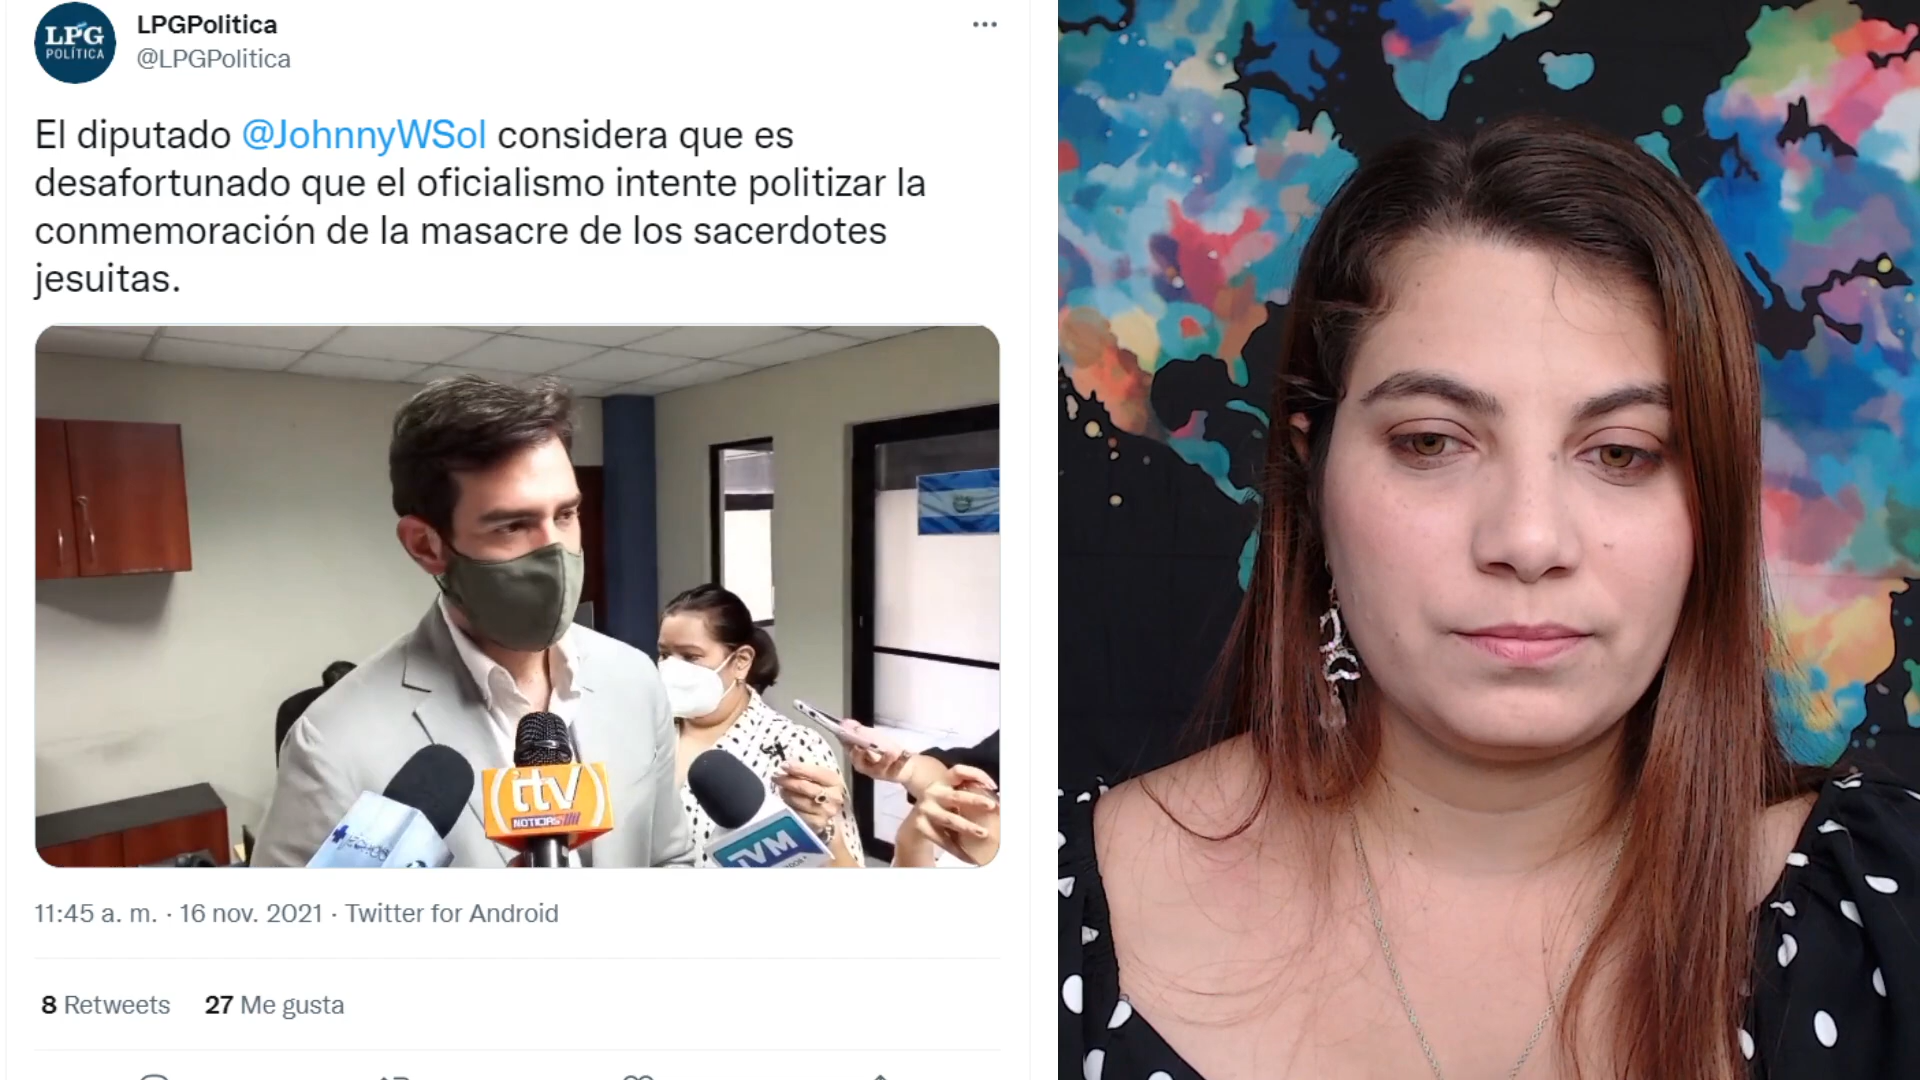 LPG
POLÍTICA
LPGPolitica
@LPGPolitica
El diputado @JohnnyWSol considera que es
desafortunado que el oficialismo intente politizar la
conmemoración de la masacre de los sacerdotes
jesuitas.
itv
NOTICIAS
TVM
11:45 a. m. · 16 nov. 2021 · Twitter for Android
8 Retweets 27 Me gusta